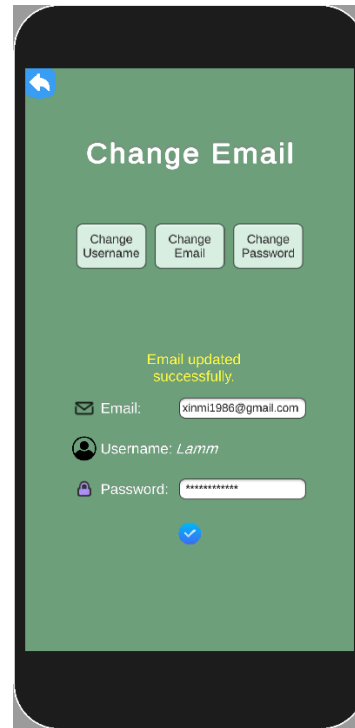 Change Email
Change Username
Change Email
Change Password
Email updated
successfully.
Email: xinmi1986@gmail.com
Username: Lamm
Password: ************